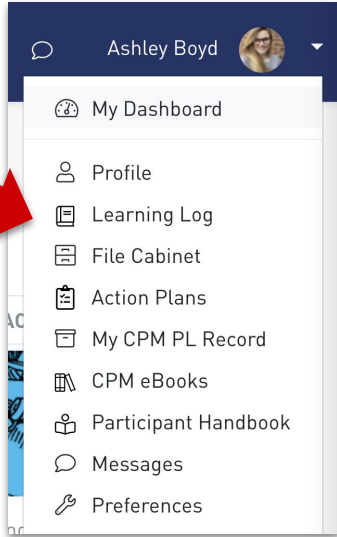 Ashley Boyd
My Dashboard
Profile
Learning Log
AC
File Cabinet
Action Plans
My CPM PL Record
CPM eBooks
Participant Handbook
Messages
Preferences